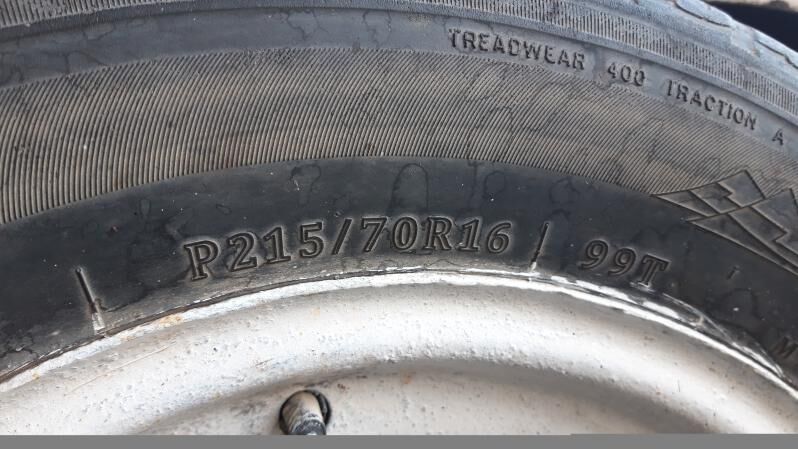 TREADWEAR 400 TRACTION A
P215/70R16 99T
M